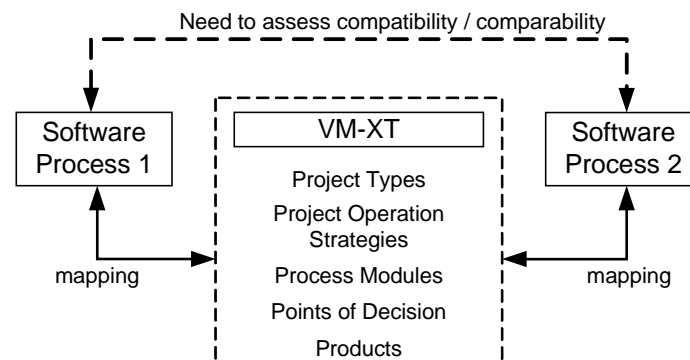 Need to assess compatibility / comparability
Software
Process 1
VM-XT
Software
Process 2
Project Types
Project Operation
Strategies
mapping
Process Modules
mapping
Points of Decision
Products